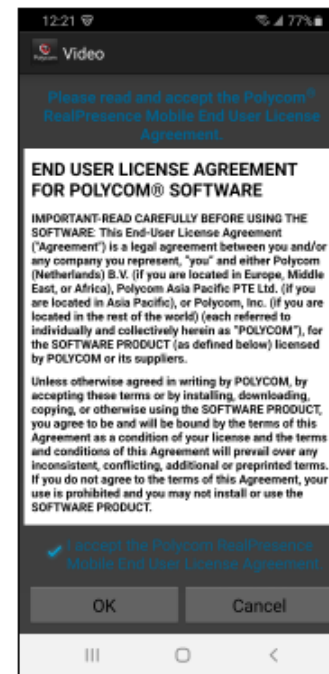 12:21 77%
Polycom Video
Please read and accept the Polycom®
RealPresence Mobile End User License
Agreement.
END USER LICENSE AGREEMENT
FOR POLYCOM® SOFTWARE
IMPORTANT-READ CAREFULLY BEFORE USING THE
SOFTWARE: This End-User License Agreement
("Agreement") is a legal agreement between you and/or
any company you represent, "you" and either Polycom
(Netherlands) B.V. (if you are located in Europe, Middle
East, or Africa), Polycom Asia Pacific PTE Ltd. (if you
are located in Asia Pacific), or Polycom, Inc. (if you are
located in the rest of the world) (each referred to
individually and collectively herein as "POLYCOM"), for
the SOFTWARE PRODUCT (as defined below) licensed
by POLYCOM or its suppliers.
Unless otherwise agreed in writing by POLYCOM, by
accepting these terms or by installing, downloading,
copying, or otherwise using the SOFTWARE PRODUCT,
you agree to be and will be bound by the terms of this
Agreement as a condition of your license and the terms
and conditions of this Agreement will prevail over any
inconsistent, conflicting, additional or preprinted terms.
If you do not agree to the terms of this Agreement, your
use is prohibited and you may not install or use the
SOFTWARE PRODUCT.
I accept the Polycom RealPresence
Mobile End User License Agreement
OK Cancel